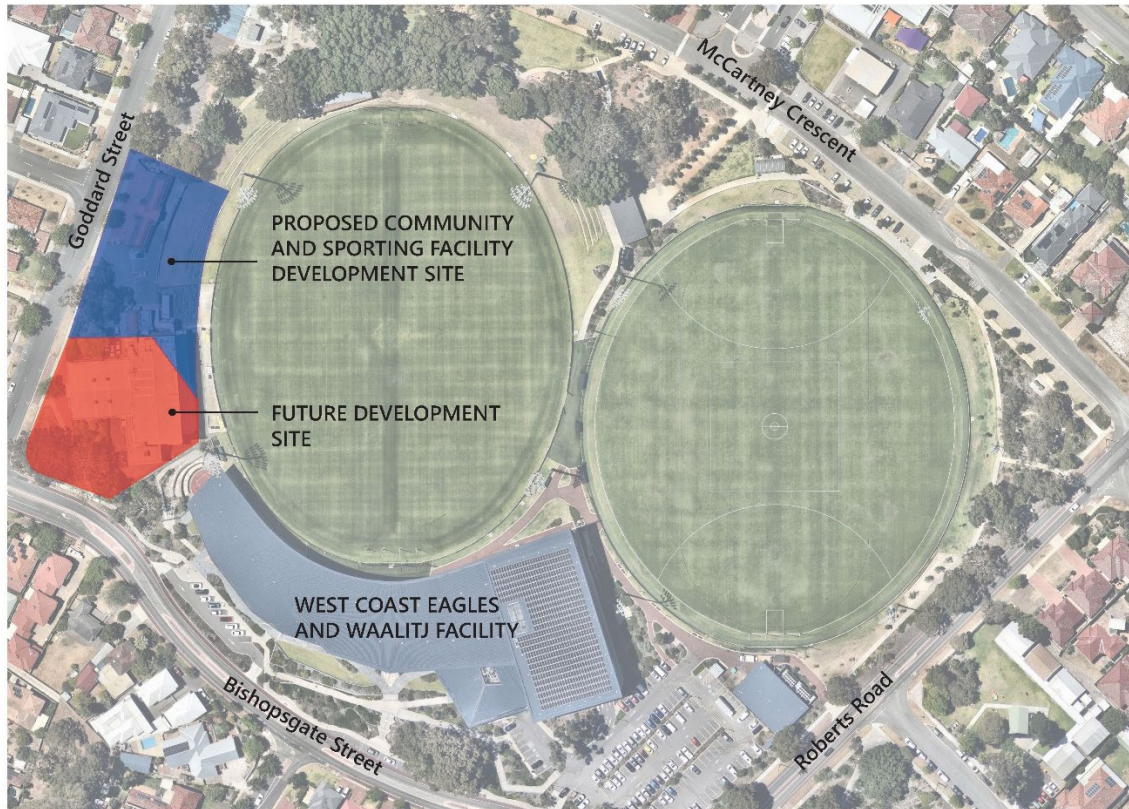 McCartney Crescent
Goddard Street
PROPOSED COMMUNITY
AND SPORTING FACILITY
DEVELOPMENT SITE
FUTURE DEVELOPMENT
SITE
WEST COAST EAGLES
AND WAALITJ FACILITY
Bishopsgate Street
Roberts Road